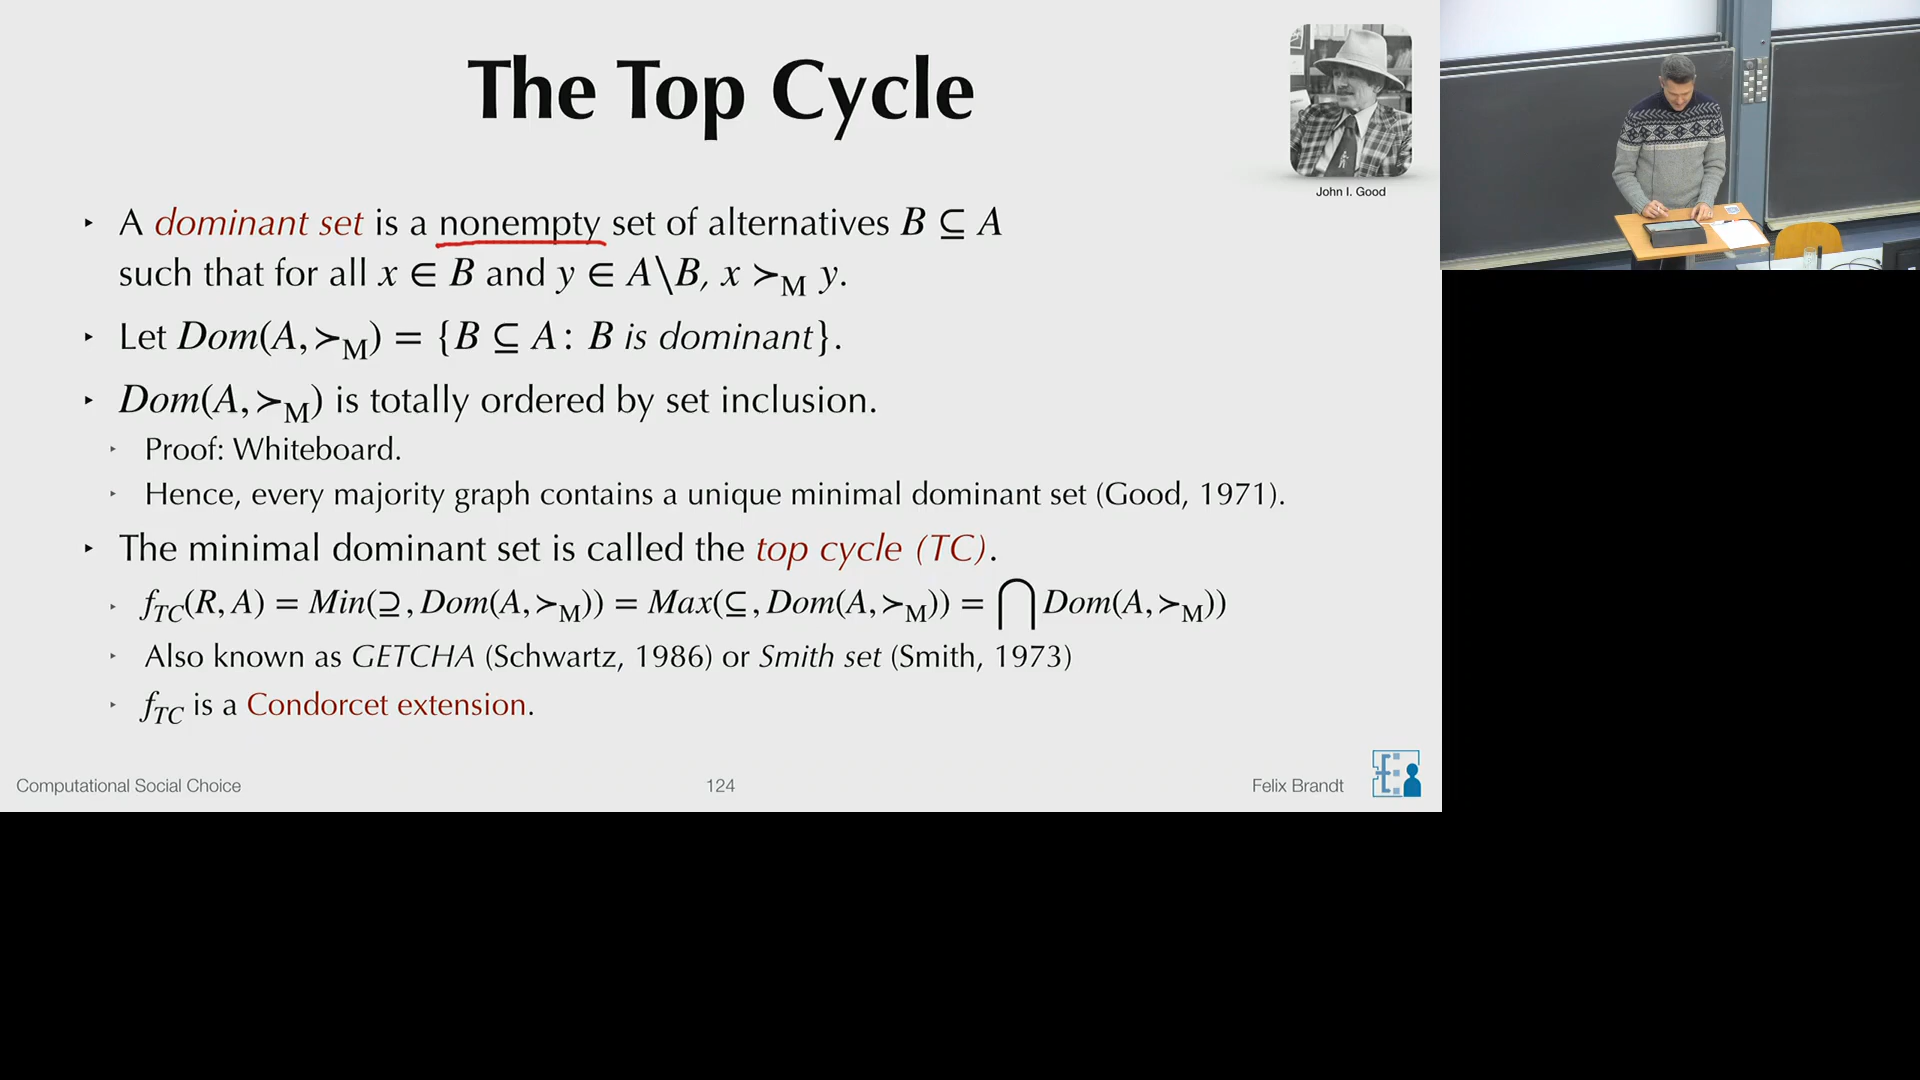 The Top Cycle
John I. Good
‣ A dominant set is a nonempty set of alternatives B ⊆ A
such that for all x ∈ B and y ∈ A\B, x ≻M y.
‣ Let Dom(A, ≻M) = {B ⊆ A : B is dominant}.
‣ Dom(A, ≻M) is totally ordered by set inclusion.
‣ Proof: Whiteboard.
‣ Hence, every majority graph contains a unique minimal dominant set (Good, 1971).
‣ The minimal dominant set is called the top cycle (TC).
‣ fTC(R, A) = Min(⊇, Dom(A, ≻M)) = Max(⊆, Dom(A, ≻M)) = ⋂ Dom(A, ≻M))
‣ Also known as GETCHA (Schwartz, 1986) or Smith set (Smith, 1973)
‣ fTC is a Condorcet extension.
Computational Social Choice
124
Felix Brandt